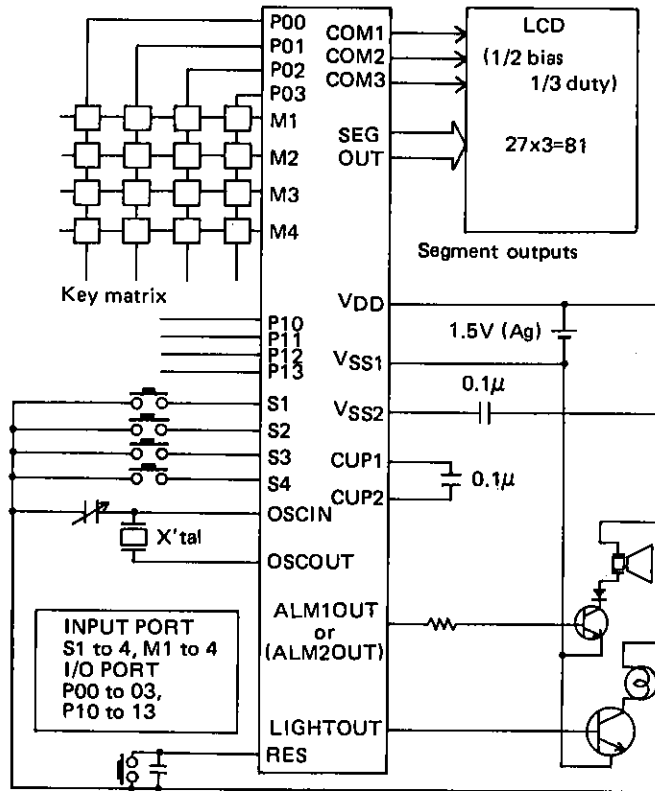 P00
P01
P02
P03
M1
M2
M3
M4
Key matrix
P10
P11
P12
P13
S1
S2
S3
S4
OSCIN
X'tal
OSCOUT
INPUT PORT
S1 to 4, M1 to 4
I/O PORT
P00 to 03,
P10 to 13
RES
COM1
COM2
COM3
SEG
OUT
LCD
(1/2 bias
1/3 duty)
27x3=81
Segment outputs
VDD
1.5V (Ag)
VSS1
0.1μ
VSS2
CUP1
0.1μ
CUP2
ALM1OUT
or
(ALM2OUT)
LIGHTOUT